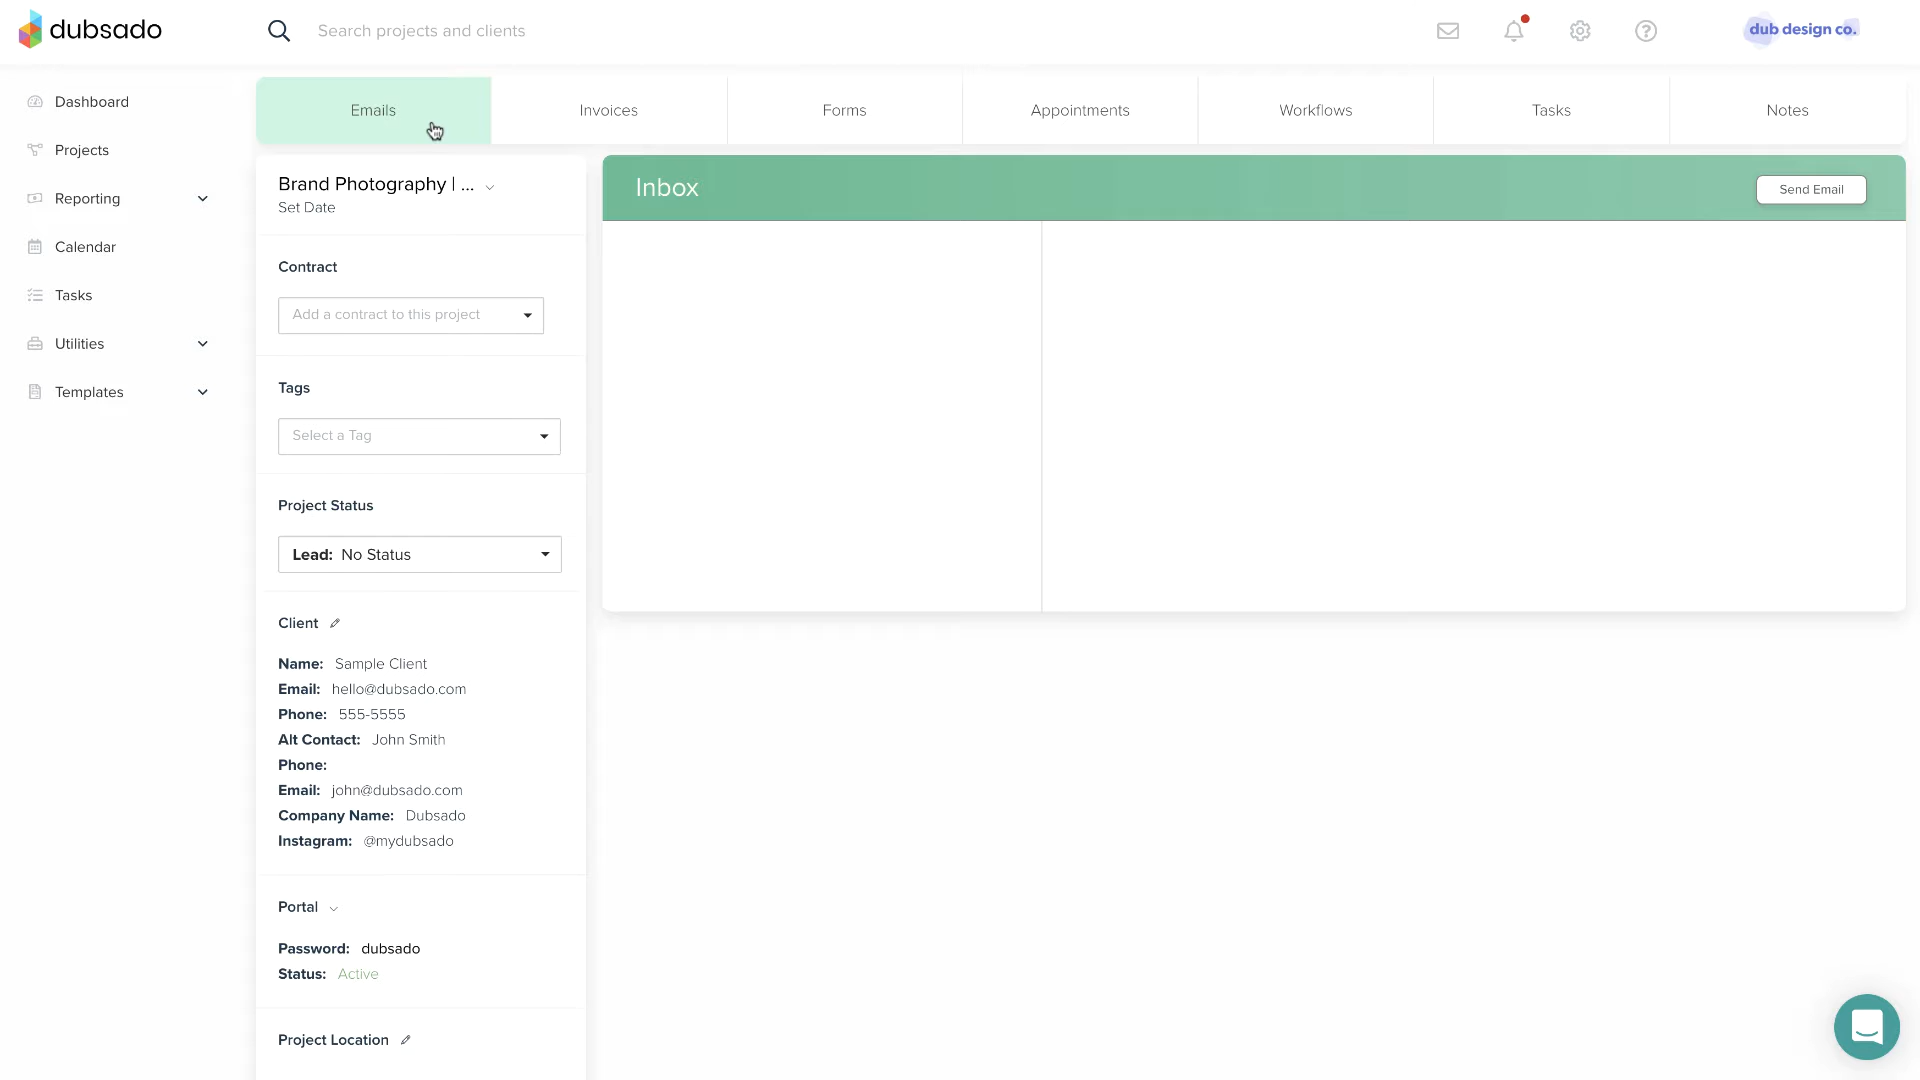 dubsado
Search projects and clients
dub design co.
Dashboard
Projects
Reporting
Calendar
Tasks
Utilities
Templates
Emails
Invoices
Forms
Appointments
Workflows
Tasks
Notes
Brand Photography | ...
Set Date
Contract
Add a contract to this project
Tags
Select a Tag
Project Status
Lead: No Status
Client
Name: Sample Client
Email: hello@dubsado.com
Phone: 555-5555
Alt Contact: John Smith
Phone:
Email: john@dubsado.com
Company Name: Dubsado
Instagram: @mydubsado
Portal
Password: dubsado
Status: Active
Project Location
Inbox
Send Email